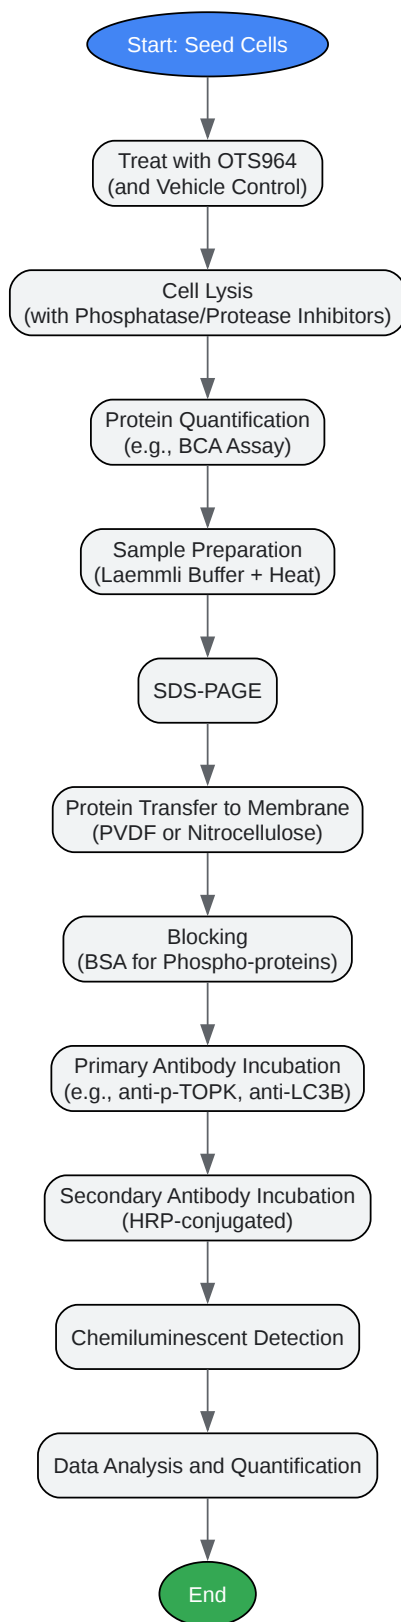 Start: Seed Cells
Treat with OTS964
(and Vehicle Control)
Cell Lysis
(with Phosphatase/Protease Inhibitors)
Protein Quantification
(e.g., BCA Assay)
Sample Preparation
(Laemmli Buffer + Heat)
SDS-PAGE
Protein Transfer to Membrane
(PVDF or Nitrocellulose)
Blocking
(BSA for Phospho-proteins)
Primary Antibody Incubation
(e.g., anti-p-TOPK, anti-LC3B)
Secondary Antibody Incubation
(HRP-conjugated)
Chemiluminescent Detection
Data Analysis and Quantification
End